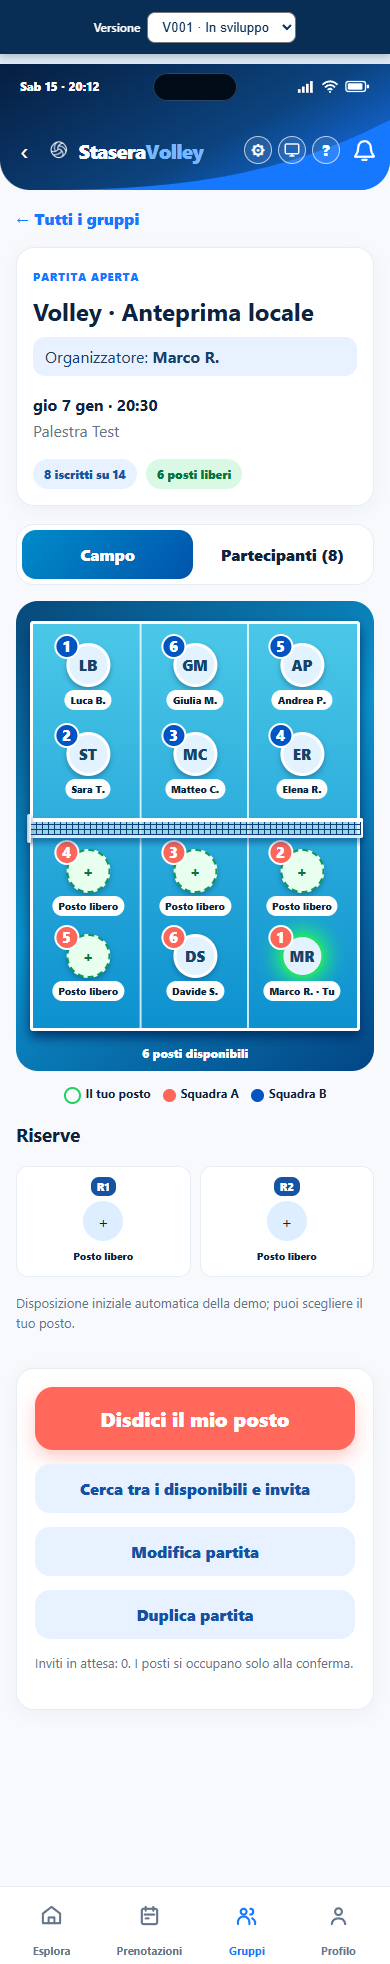 Versione V001 · In sviluppo
Sab 15 · 20:12
‹ StaseraVolley ?
← Tutti i gruppi
PARTITA APERTA
Volley · Anteprima locale
Organizzatore: Marco R.
gio 7 gen · 20:30
Palestra Test
8 iscritti su 14 6 posti liberi
Campo Partecipanti (8)
1 6 5
LB GM AP
Luca B. Giulia M. Andrea P.
2 3 4
ST MC ER
Sara T. Matteo C. Elena R.
4 3 2
+ + +
Posto libero Posto libero Posto libero
5 6 1
+ DS MR
Posto libero Davide S. Marco R. · Tu
6 posti disponibili
Il tuo posto Squadra A Squadra B
Riserve
R1 R2
+ +
Posto libero Posto libero
Disposizione iniziale automatica della demo; puoi scegliere il
tuo posto.
Disdici il mio posto
Cerca tra i disponibili e invita
Modifica partita
Duplica partita
Inviti in attesa: 0. I posti si occupano solo alla conferma.
Esplora Prenotazioni Gruppi Profilo